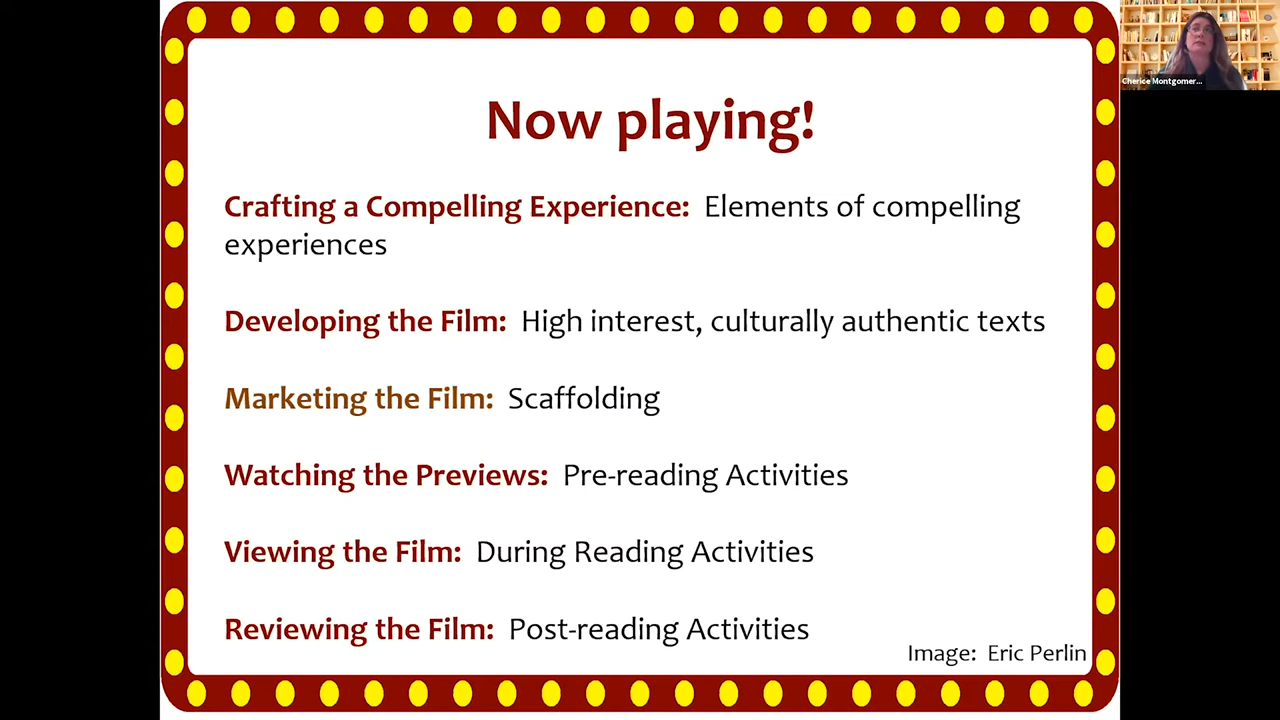 Now playing!
Crafting a Compelling Experience: Elements of compelling
experiences
Developing the Film: High interest, culturally authentic texts
Marketing the Film: Scaffolding
Watching the Previews: Pre-reading Activities
Viewing the Film: During Reading Activities
Reviewing the Film: Post-reading Activities
Image: Eric Perlin
Cherice Montgomer...